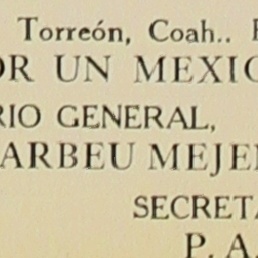 Torreón, Coah..
OR UN MEXIC
RIO GENERAL,
ARBEU MEJE
SECRETA
P. A.